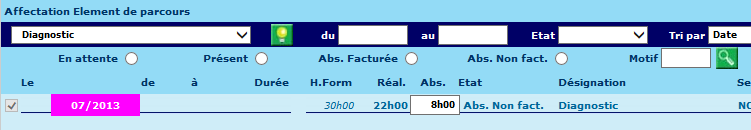 Affectation Element de parcours
Diagnostic du au Etat Tri par Date
En attente Présent Abs. Facturée Abs. Non fact. Motif
Le de à Durée H.Form Réal. Abs. Etat Désignation Se
07/2013 30h00 22h00 8h00 Abs. Non fact. Diagnostic NO